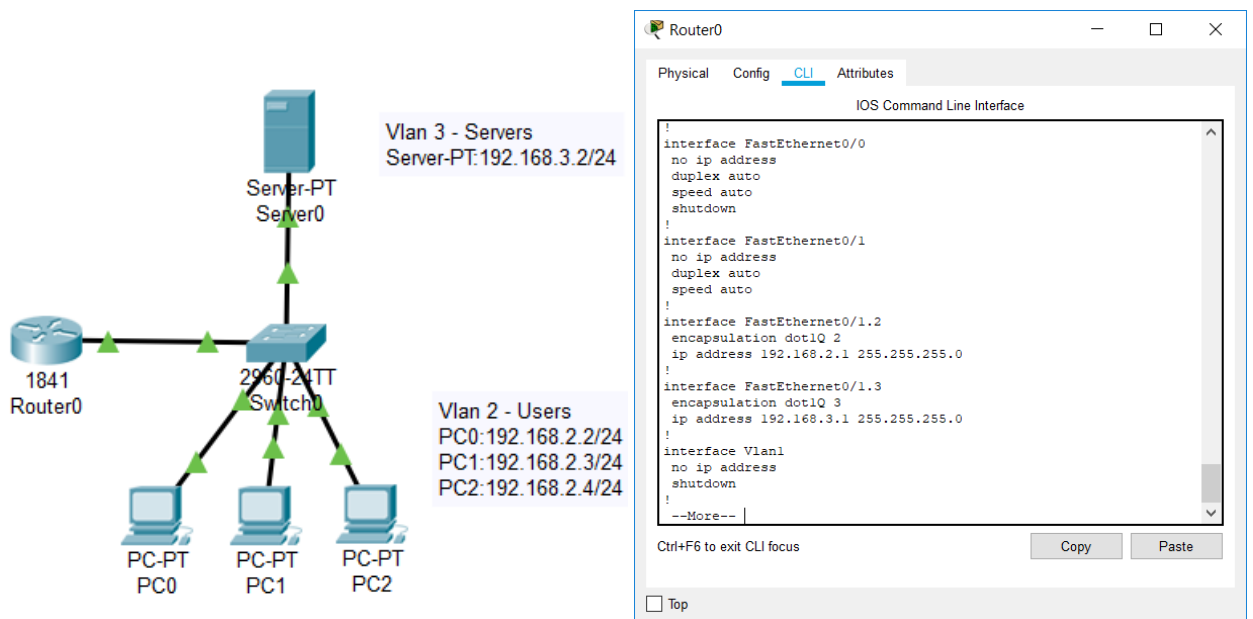 Vlan 3 - Servers
Server-PT:192.168.3.2/24
Server-PT
Server0
1841
Router0
2960-24TT
Switch0
Vlan 2 - Users
PC0:192.168.2.2/24
PC1:192.168.2.3/24
PC2:192.168.2.4/24
PC-PT
PC0
PC-PT
PC1
PC-PT
PC2
Router0
Physical Config CLI Attributes
IOS Command Line Interface
!
interface FastEthernet0/0
no ip address
duplex auto
speed auto
shutdown
!
interface FastEthernet0/1
no ip address
duplex auto
speed auto
!
interface FastEthernet0/1.2
encapsulation dot1Q 2
ip address 192.168.2.1 255.255.255.0
!
interface FastEthernet0/1.3
encapsulation dot1Q 3
ip address 192.168.3.1 255.255.255.0
!
interface Vlan1
no ip address
shutdown
!
--More--
Ctrl+F6 to exit CLI focus
Copy Paste
Top